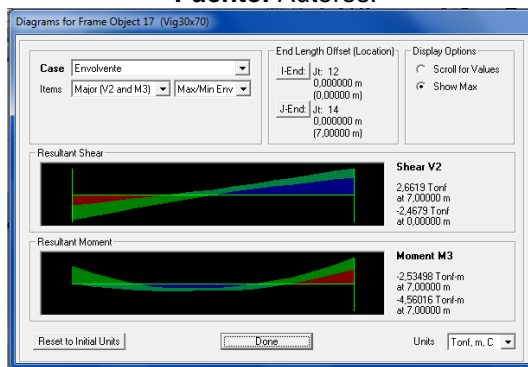 Fuente: Autores.
Diagrams for Frame Object 17 (Vig30x70)
Case Envolvente
Items Major (V2 and M3) Max/Min Env
End Length Offset (Location)
I-End: Jt: 12
0,00000 m
(0,00000 m)
J-End: Jt: 14
0,00000 m
(7,00000 m)
Display Options
Scroll for Values
Show Max
Resultant Shear
Shear V2
2,6619 Tonf
at 7,00000 m
-2,4679 Tonf
at 0,00000 m
Resultant Moment
Moment M3
-2,53498 Tonf-m
at 7,00000 m
-4,56016 Tonf-m
at 7,00000 m
Reset to Initial Units
Done
Units Tonf, m, C